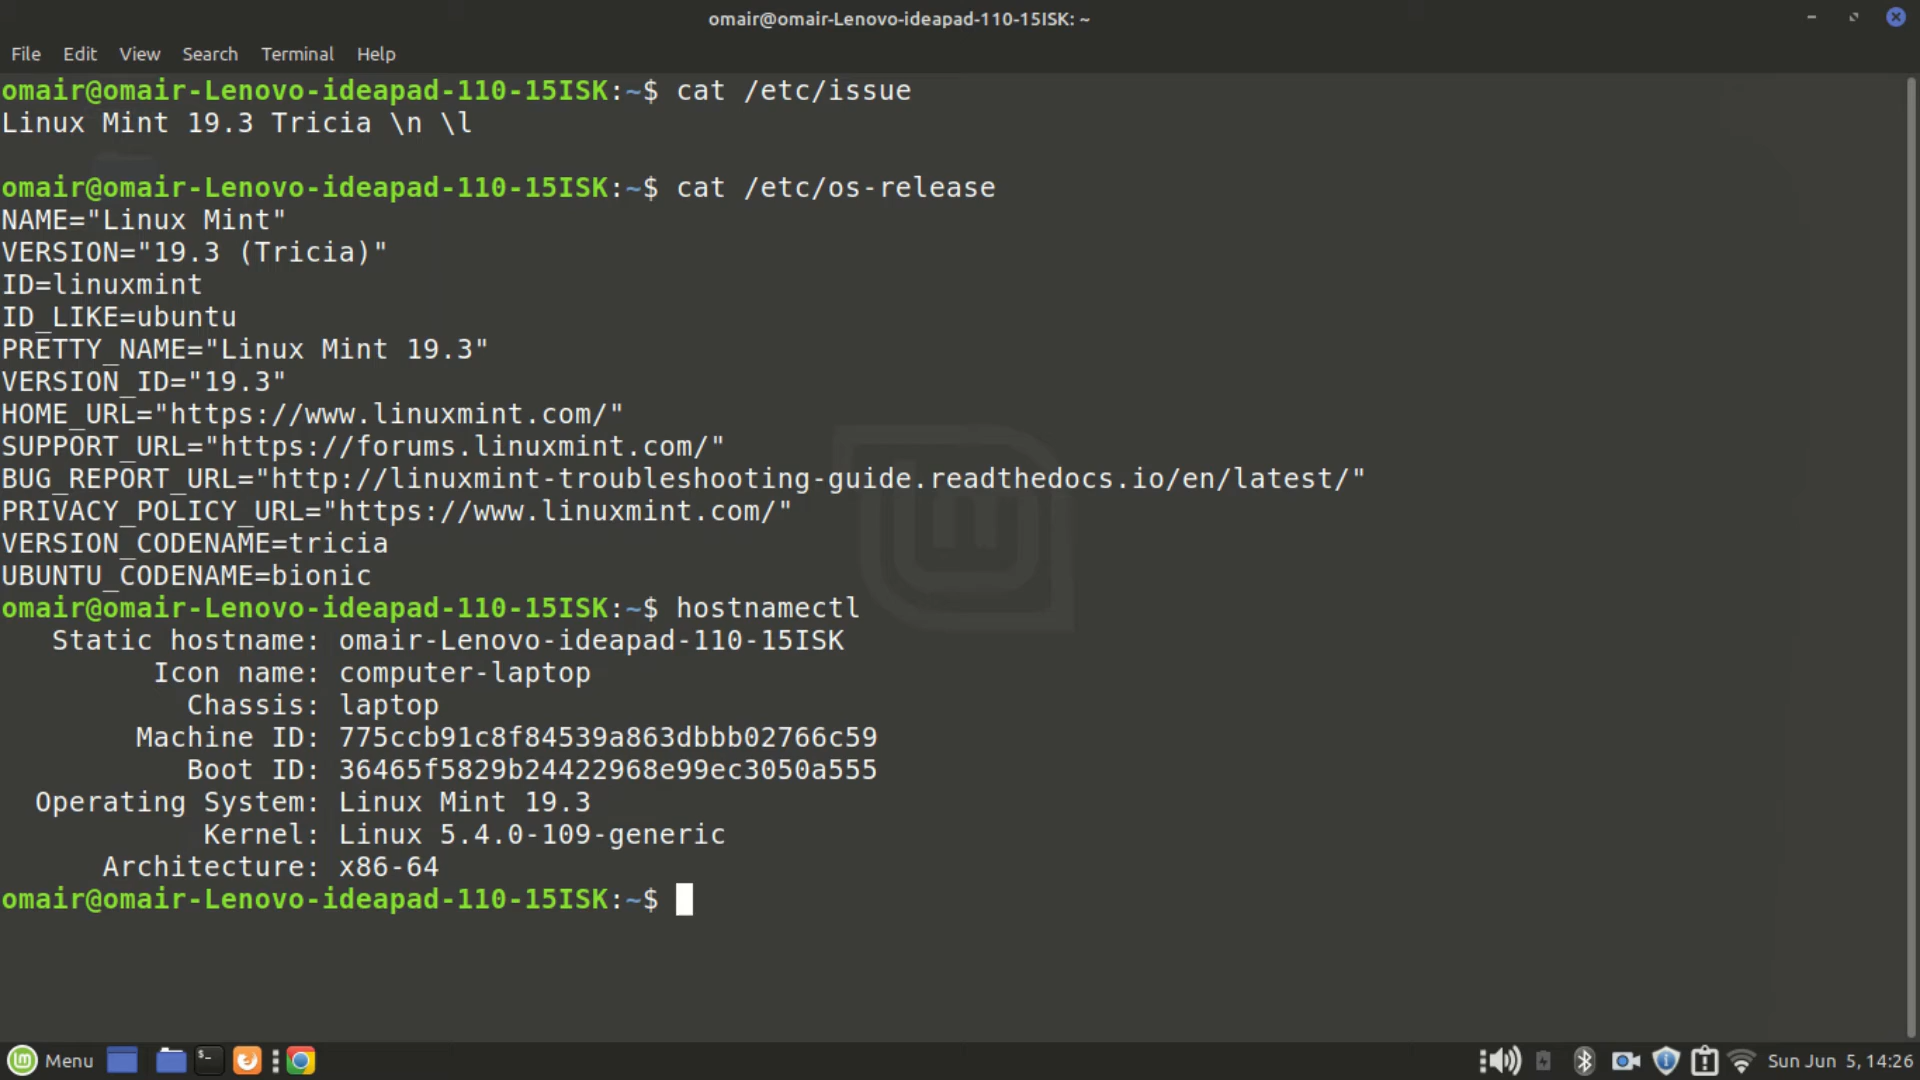 omair@omair-Lenovo-ideapad-110-15ISK: ~
File Edit View Search Terminal Help
omair@omair-Lenovo-ideapad-110-15ISK:~$ cat /etc/issue
Linux Mint 19.3 Tricia \n \l
omair@omair-Lenovo-ideapad-110-15ISK:~$ cat /etc/os-release
NAME="Linux Mint"
VERSION="19.3 (Tricia)"
ID=linuxmint
ID_LIKE=ubuntu
PRETTY_NAME="Linux Mint 19.3"
VERSION_ID="19.3"
HOME_URL="https://www.linuxmint.com/"
SUPPORT_URL="https://forums.linuxmint.com/"
BUG_REPORT_URL="http://linuxmint-troubleshooting-guide.readthedocs.io/en/latest/"
PRIVACY_POLICY_URL="https://www.linuxmint.com/"
VERSION_CODENAME=tricia
UBUNTU_CODENAME=bionic
omair@omair-Lenovo-ideapad-110-15ISK:~$ hostnamectl
Static hostname: omair-Lenovo-ideapad-110-15ISK
Icon name: computer-laptop
Chassis: laptop
Machine ID: 775ccb91c8f84539a863dbbb02766c59
Boot ID: 36465f5829b24422968e99ec3050a555
Operating System: Linux Mint 19.3
Kernel: Linux 5.4.0-109-generic
Architecture: x86-64
omair@omair-Lenovo-ideapad-110-15ISK:~$
Menu Sun Jun 5, 14:26